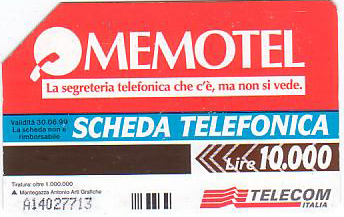 MEMOTEL
La segreteria telefonica che c'è, ma non si vede.
Validità 30.06.99
La scheda non è
rimborsabile
SCHEDA TELEFONICA
Lire 10.000
Tiratura: oltre 1.000.000
Mantegazza Antonio Arti Grafiche
A14027713
TELECOM
ITALIA